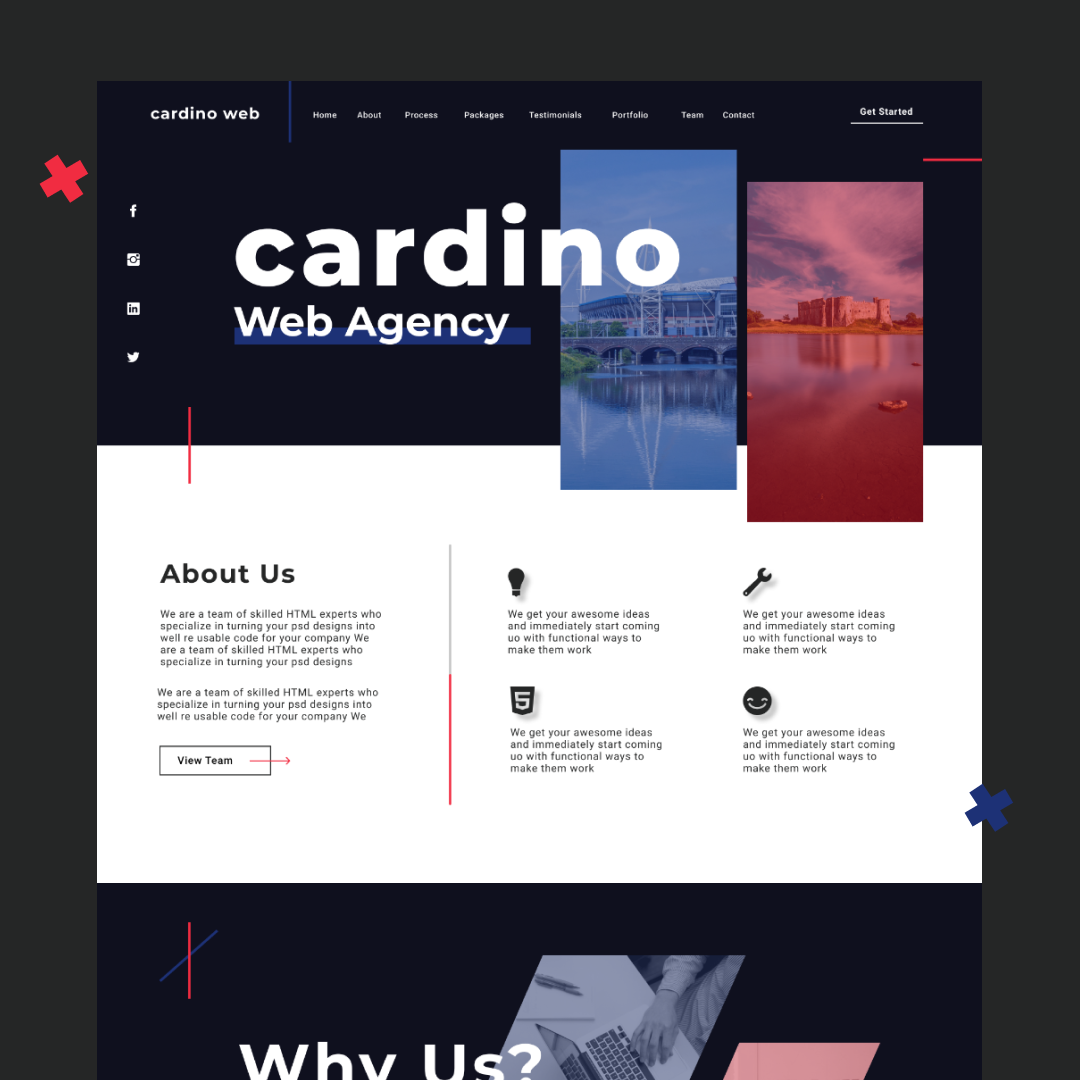 cardino web
Home About Process Packages Testimonials Portfolio Team Contact
Get Started
cardino
Web Agency
About Us
We are a team of skilled HTML experts who
specialize in turning your psd designs into
well re usable code for your company We
are a team of skilled HTML experts who
specialize in turning your psd designs
We are a team of skilled HTML experts who
specialize in turning your psd designs into
well re usable code for your company We
View Team
We get your awesome ideas
and immediately start coming
uo with functional ways to
make them work
We get your awesome ideas
and immediately start coming
uo with functional ways to
make them work
We get your awesome ideas
and immediately start coming
uo with functional ways to
make them work
We get your awesome ideas
and immediately start coming
uo with functional ways to
make them work
Why Us?